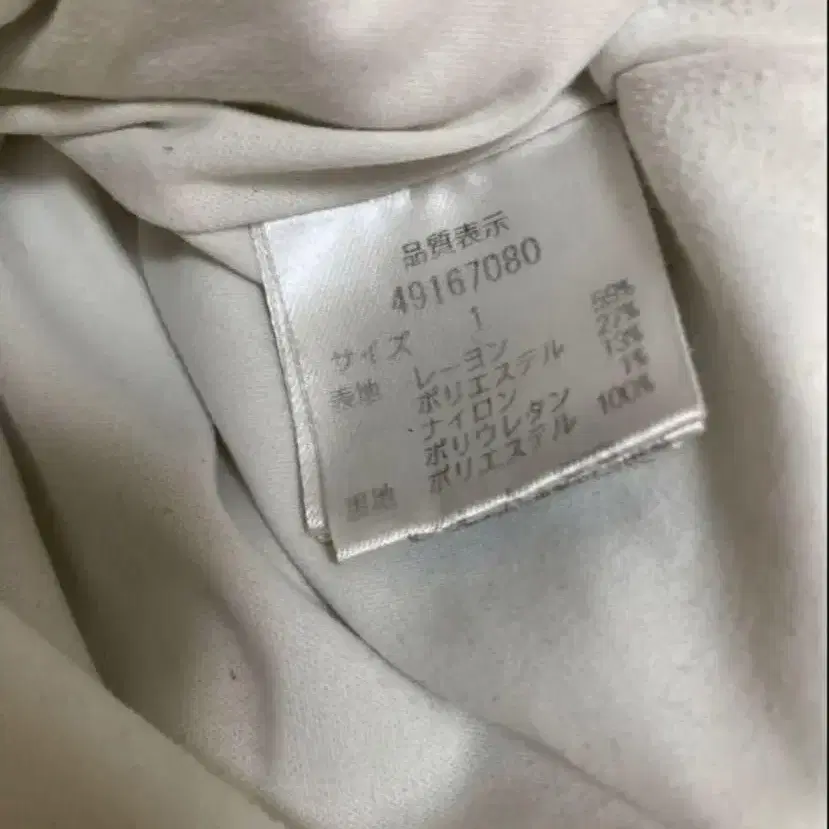 品質表示
49167080
サイズ 1
表地 レーヨン 59%
ポリエステル 27%
ナイロン 13%
ポリウレタン 1%
裏地 ポリエステル 100%